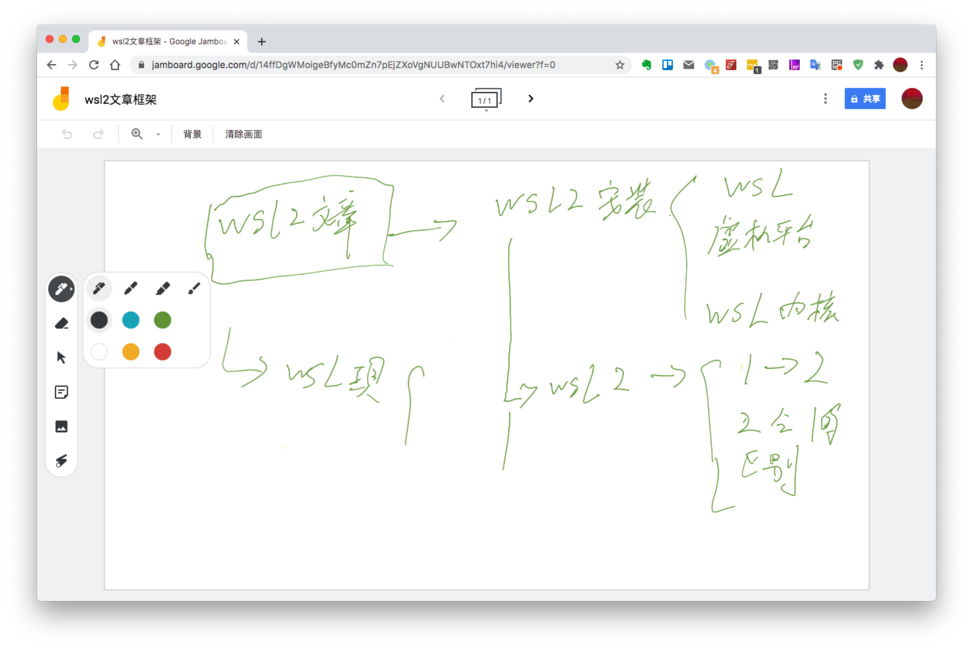 wsl2文章框架 - Google Jamboa
jamboard.google.com/d/14ffDgWMoigeBfyMc0mZn7pEjZXoVgNUUBwNTOxt7hi4/viewer?f=0
wsl2文章框架
1/1
共享
背景
清除画面
WSL2文章
WSL2安装
WSL
虚机平台
WSL内核
WSL现
WSL2
1→2
2之间
区别